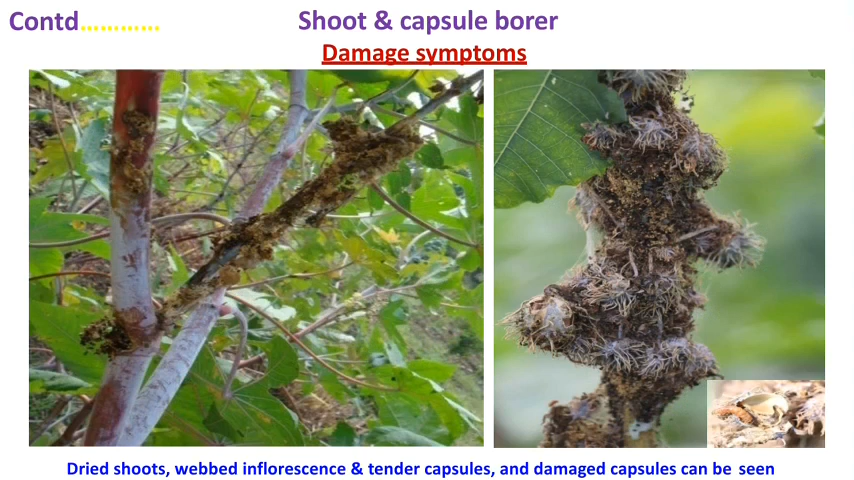 Contd………… Shoot & capsule borer
Damage symptoms
Dried shoots, webbed inflorescence & tender capsules, and damaged capsules can be seen